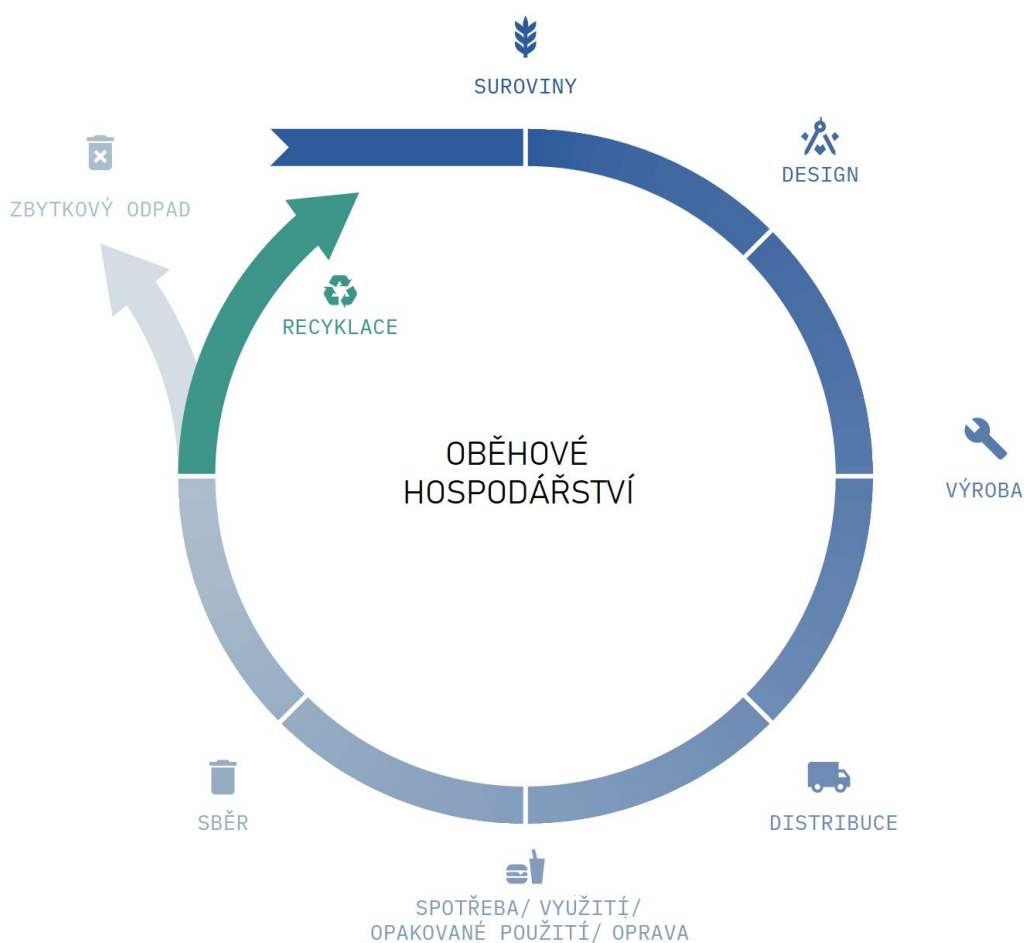 SUROVINY
DESIGN
ZBYTKOVÝ ODPAD
RECYKLACE
OBĚHOVÉ
HOSPODÁŘSTVÍ
VÝROBA
SBĚR
DISTRIBUCE
SPOTŘEBA/ VYUŽITÍ/
OPAKOVANÉ POUŽITÍ/ OPRAVA